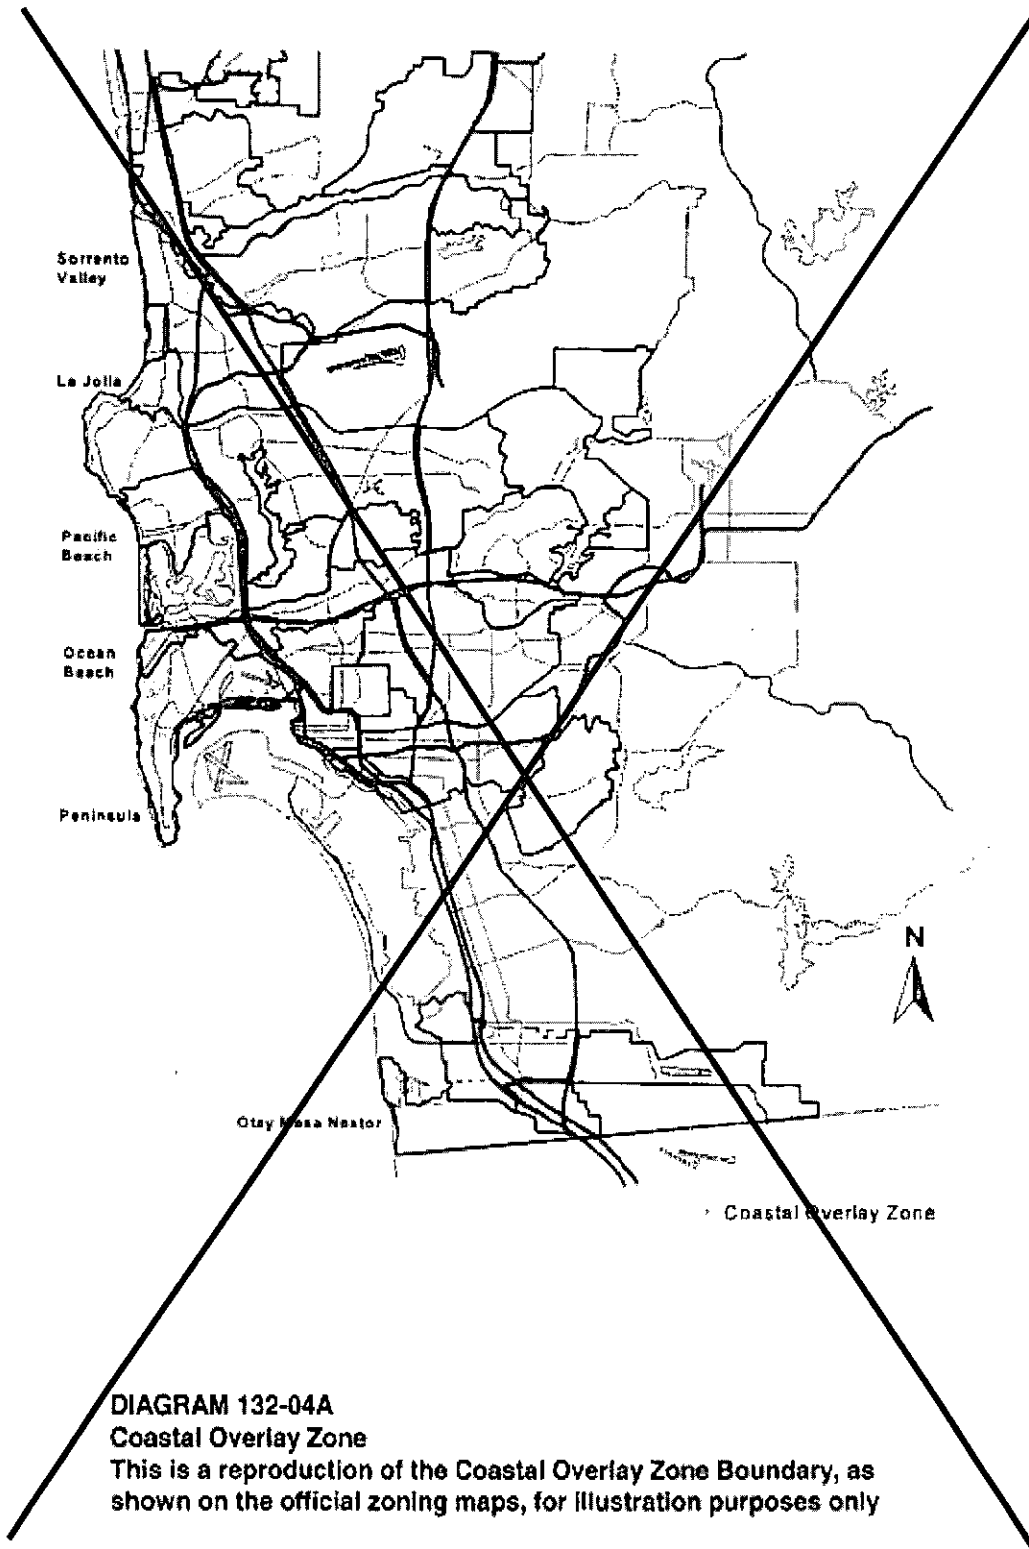 Sorrento
Valley
La Jolla
Pacific
Beach
Ocean
Beach
Peninsula
N
Otay Mesa Nestor
Coastal Overlay Zone
DIAGRAM 132-04A
Coastal Overlay Zone
This is a reproduction of the Coastal Overlay Zone Boundary, as
shown on the official zoning maps, for illustration purposes only